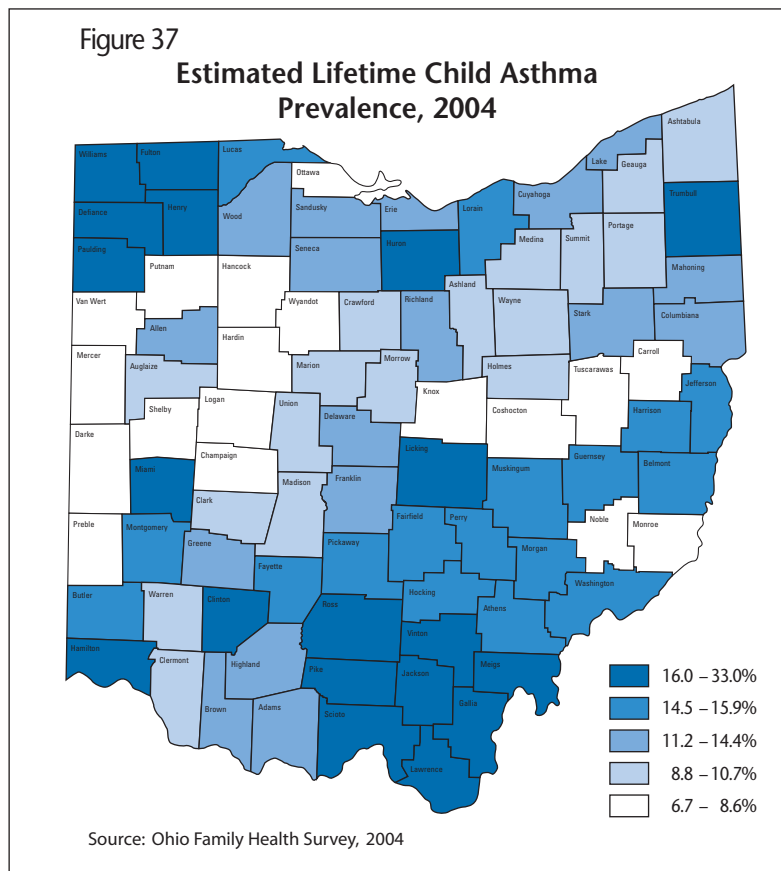 Figure 37
Estimated Lifetime Child Asthma
Prevalence, 2004
Ashtabula
Williams
Fulton
Lucas
Lake
Geauga
Ottawa
Cuyahoga
Trumbull
Defiance
Henry
Wood
Sandusky
Erie
Lorain
Portage
Paulding
Seneca
Huron
Medina
Summit
Putnam
Hancock
Mahoning
Ashland
Van Wert
Wyandot
Crawford
Richland
Wayne
Stark
Columbiana
Allen
Hardin
Carroll
Mercer
Auglaize
Marion
Morrow
Holmes
Tuscarawas
Jefferson
Logan
Knox
Shelby
Union
Coshocton
Harrison
Delaware
Darke
Champaign
Licking
Guernsey
Belmont
Miami
Muskingum
Madison
Franklin
Clark
Fairfield
Perry
Noble
Monroe
Preble
Montgomery
Greene
Pickaway
Morgan
Fayette
Washington
Hocking
Butler
Warren
Clinton
Athens
Ross
Vinton
Hamilton
Clermont
Highland
Pike
Jackson
Meigs
Gallia
Brown
Adams
Scioto
Lawrence
16.0 – 33.0%
14.5 – 15.9%
11.2 – 14.4%
8.8 – 10.7%
6.7 – 8.6%
Source: Ohio Family Health Survey, 2004